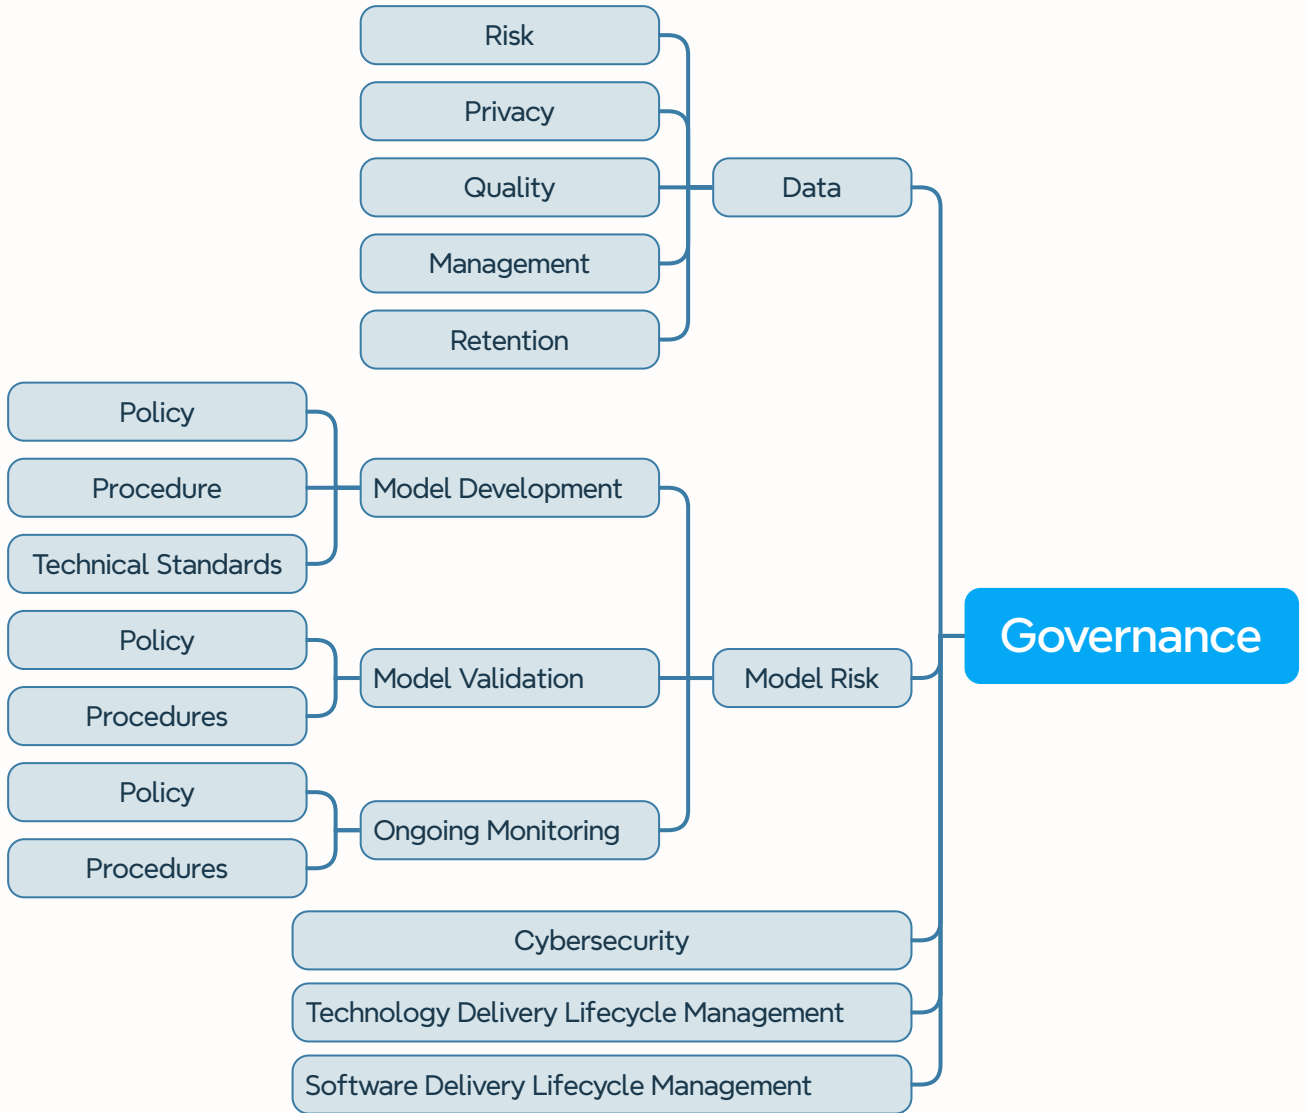 Risk
Privacy
Quality
Data
Management
Retention
Policy
Procedure
Model Development
Technical Standards
Governance
Policy
Model Validation
Model Risk
Procedures
Policy
Ongoing Monitoring
Procedures
Cybersecurity
Technology Delivery Lifecycle Management
Software Delivery Lifecycle Management